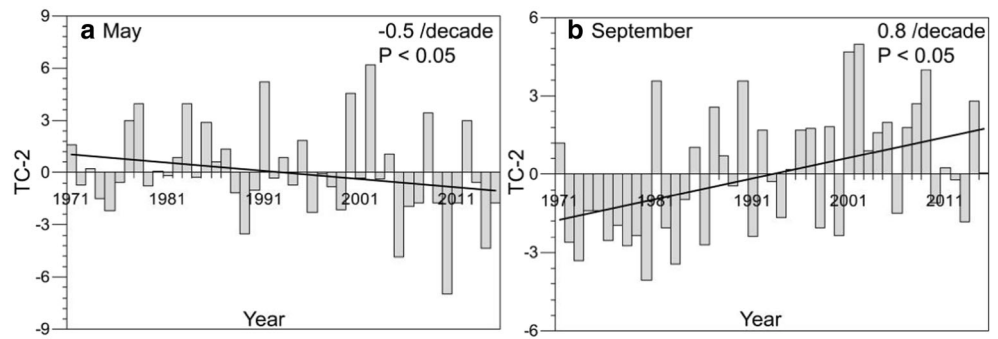 a May
-0.5 /decade
P < 0.05
9
6
3
0
-3
-6
-9
TC-2
1971 1981 1991 2001 2011
Year
b September
0.8 /decade
P < 0.05
6
3
0
-3
-6
TC-2
1971 1981 1991 2001 2011
Year